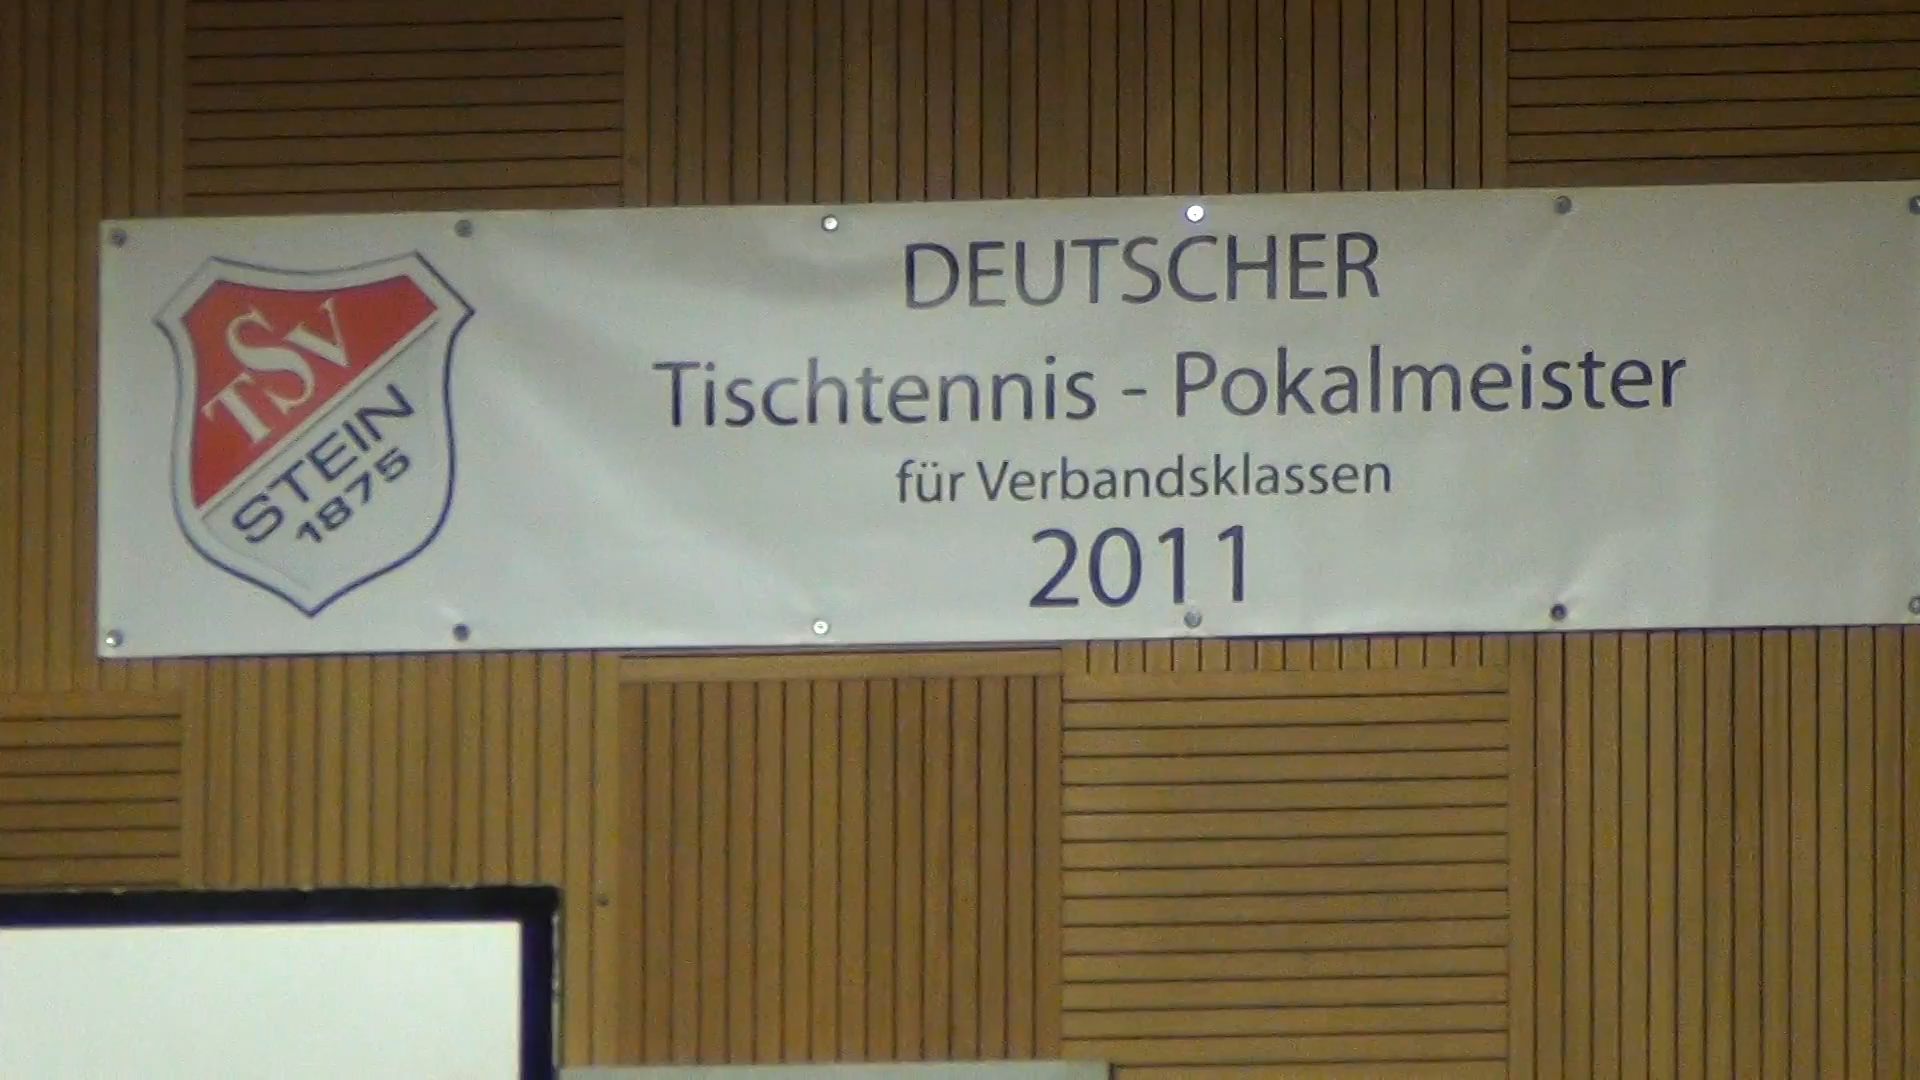 TSV
STEIN
1875
DEUTSCHER
Tischtennis - Pokalmeister
für Verbandsklassen
2011